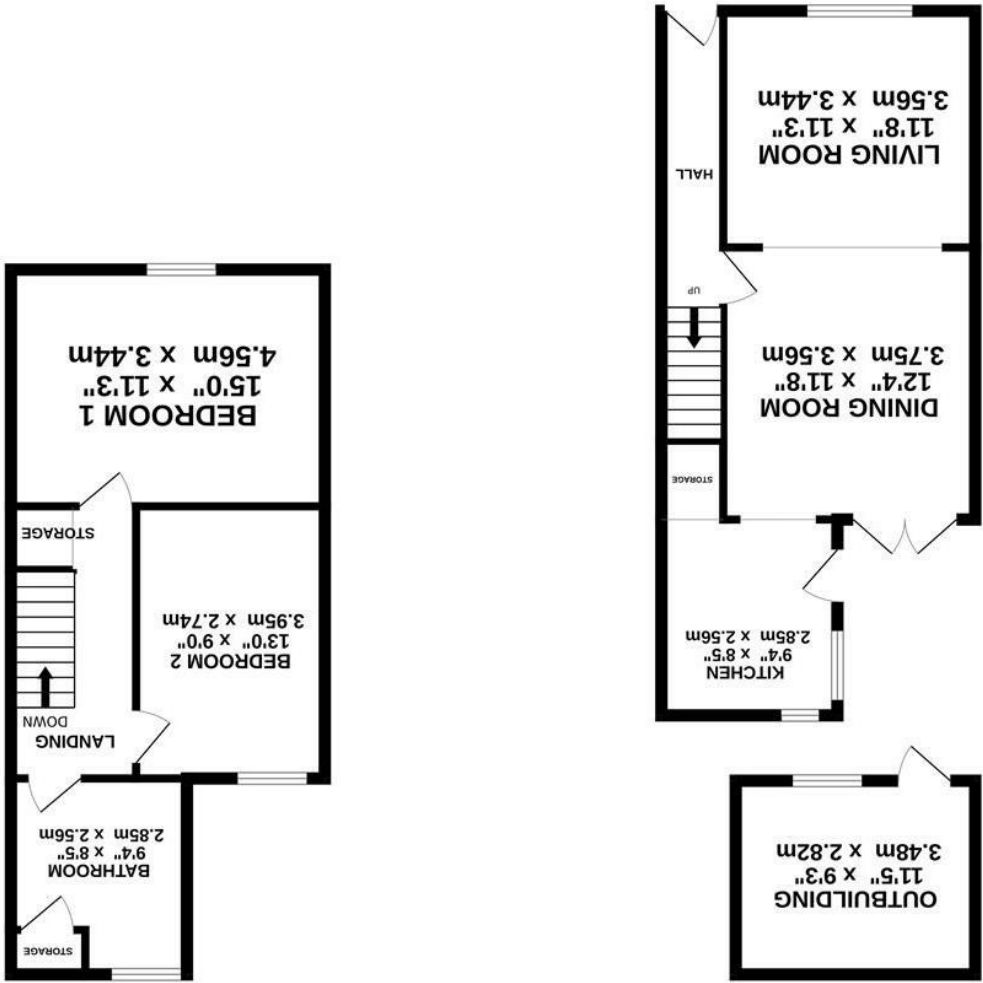 OUTBUILDING
11'5" x 9'3"
3.48m x 2.82m
KITCHEN
9'4" x 8'5"
2.85m x 2.56m
STORAGE
DINING ROOM
12'4" x 11'8"
3.75m x 3.56m
UP
HALL
LIVING ROOM
11'8" x 11'3"
3.56m x 3.44m
STORAGE
BATHROOM
9'4" x 8'5"
2.85m x 2.56m
LANDING
DOWN
BEDROOM 2
13'0" x 9'0"
3.95m x 2.74m
STORAGE
BEDROOM 1
15'0" x 11'3"
4.56m x 3.44m